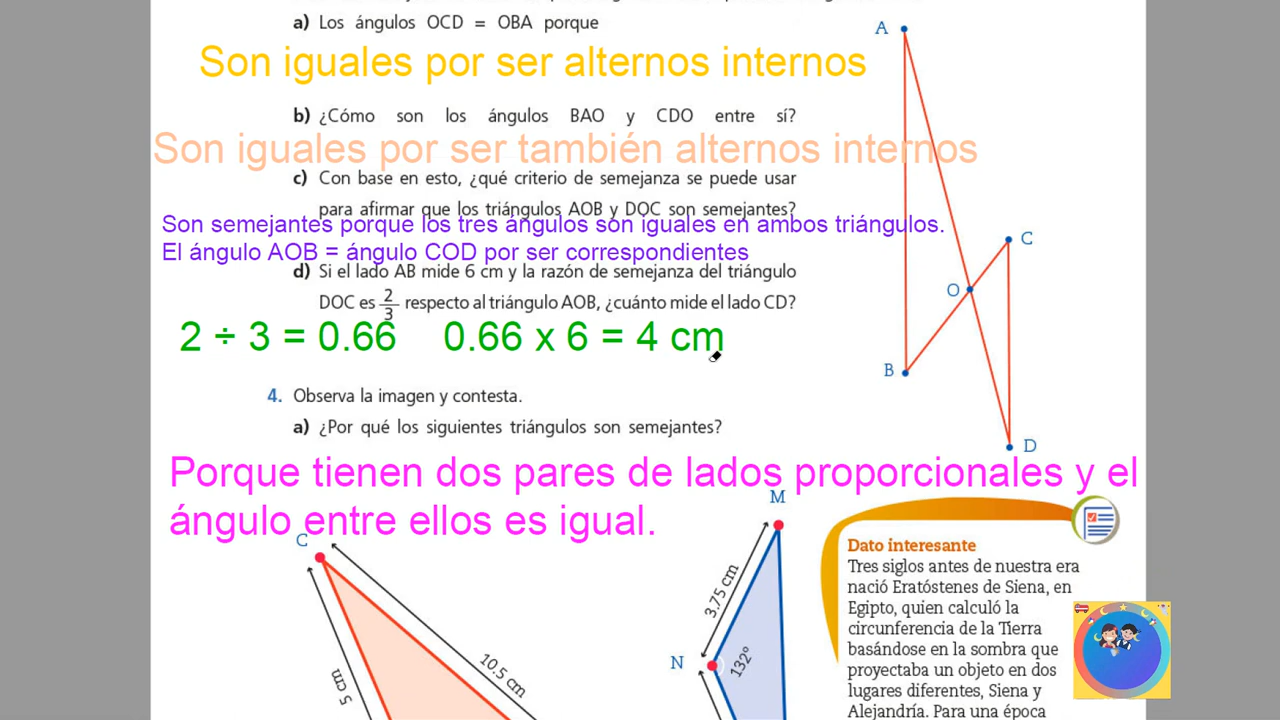 a) Los ángulos OCD = OBA porque
A
Son iguales por ser alternos internos
b) ¿Cómo son los ángulos BAO y CDO entre sí?
Son iguales por ser también alternos internos
c) Con base en esto, ¿qué criterio de semejanza se puede usar
para afirmar que los triángulos AOB y DOC son semejantes?
Son semejantes porque los tres ángulos son iguales en ambos triángulos.
El ángulo AOB = ángulo COD por ser correspondientes
C
d) Si el lado AB mide 6 cm y la razón de semejanza del triángulo
DOC es 2/3 respecto al triángulo AOB, ¿cuánto mide el lado CD?
O
2 ÷ 3 = 0.66 0.66 x 6 = 4 cm
B
4. Observa la imagen y contesta.
a) ¿Por qué los siguientes triángulos son semejantes?
D
Porque tienen dos pares de lados proporcionales y el
ángulo entre ellos es igual.
C
10.5 cm
5 cm
M
3.75 cm
N
132°
Dato interesante
Tres siglos antes de nuestra era
nació Eratóstenes de Siena, en
Egipto, quien calculó la
circunferencia de la Tierra
basándose en la sombra que
proyectaba un objeto en dos
lugares diferentes, Siena y
Alejandría. Para una época